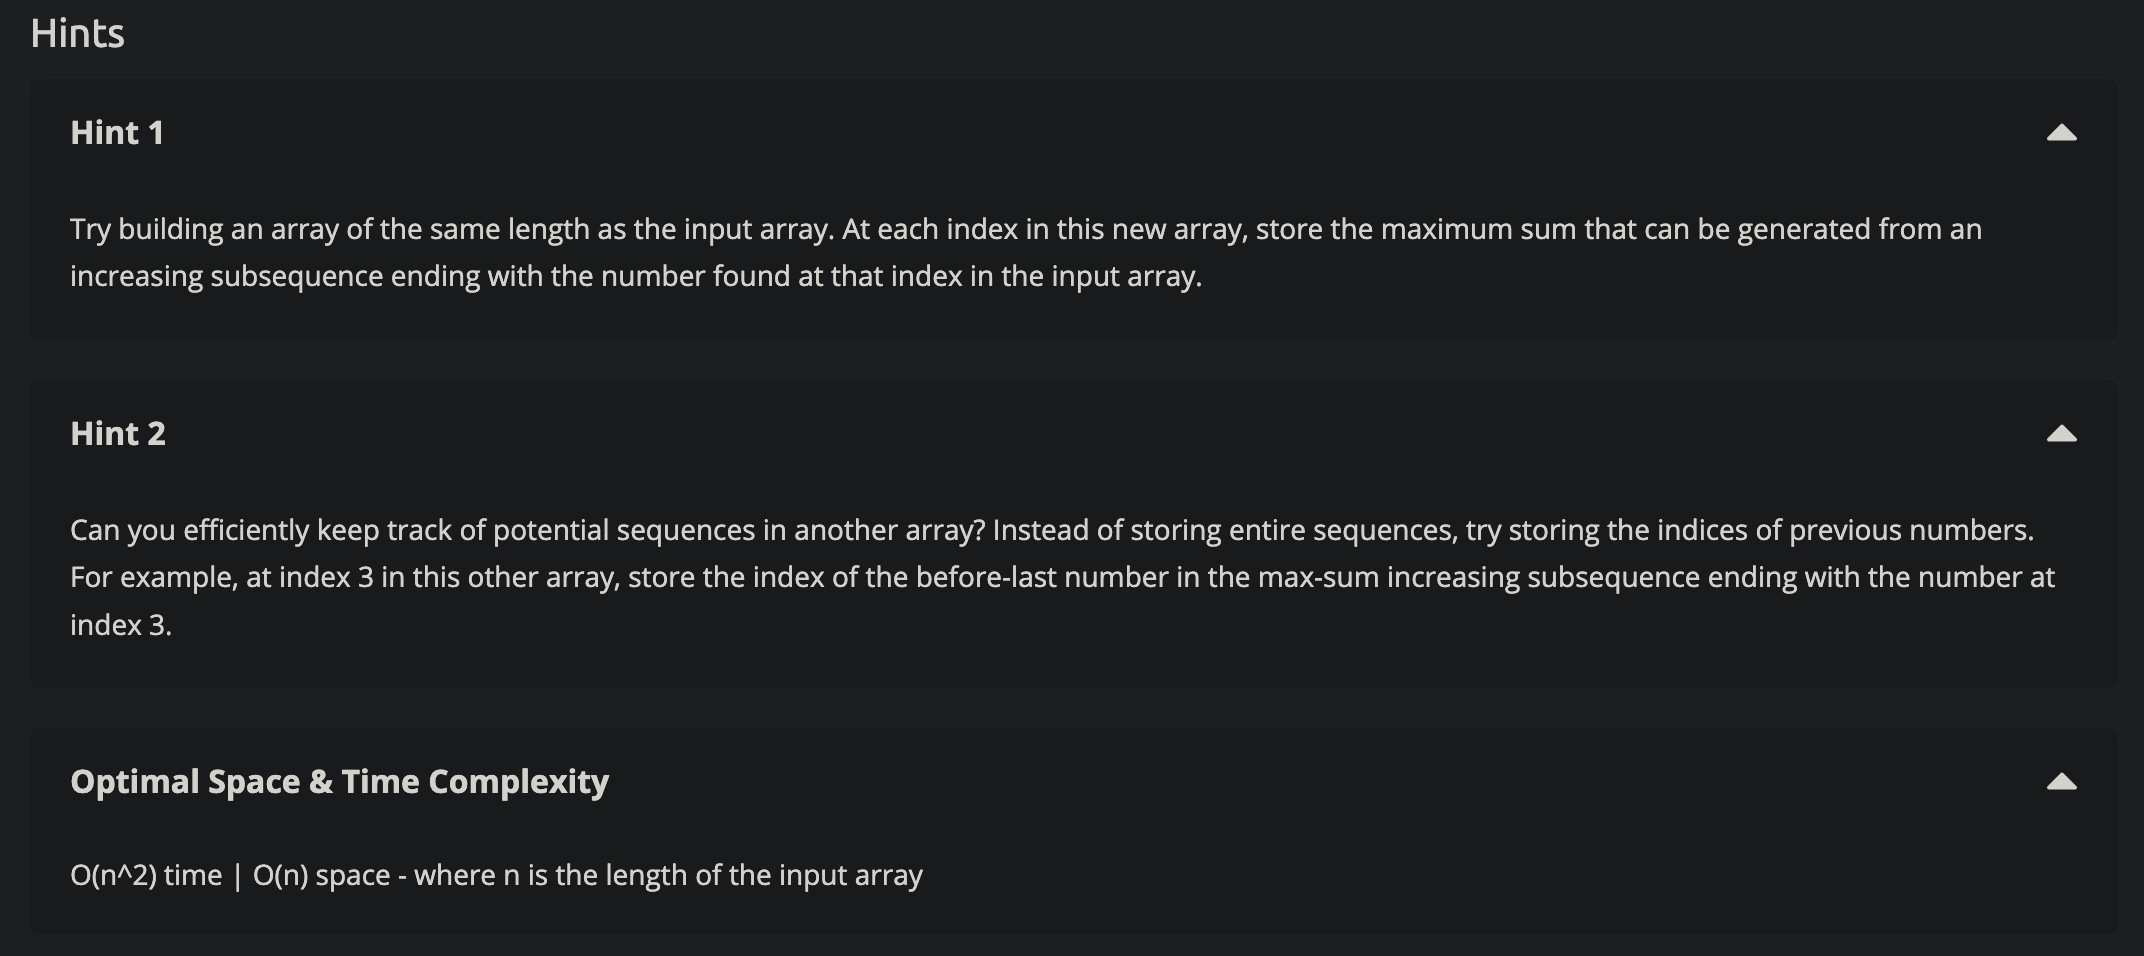 Hints
Hint 1
Try building an array of the same length as the input array. At each index in this new array, store the maximum sum that can be generated from an
increasing subsequence ending with the number found at that index in the input array.
Hint 2
Can you efficiently keep track of potential sequences in another array? Instead of storing entire sequences, try storing the indices of previous numbers.
For example, at index 3 in this other array, store the index of the before-last number in the max-sum increasing subsequence ending with the number at
index 3.
Optimal Space & Time Complexity
O(n^2) time | O(n) space - where n is the length of the input array